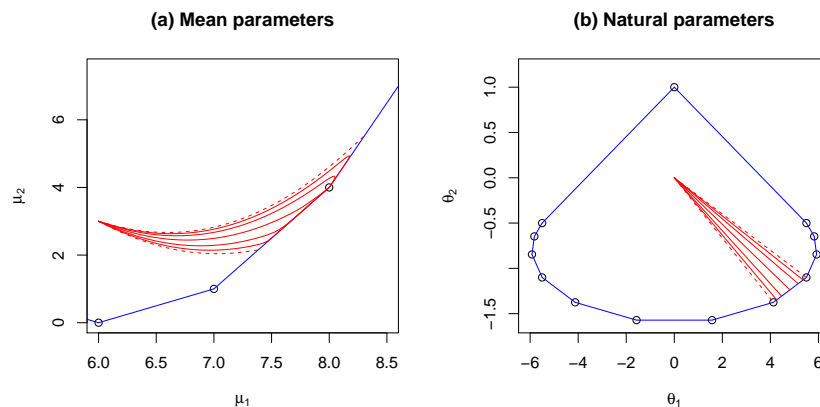 (a) Mean parameters
μ2
0 2 4 6
6.0 6.5 7.0 7.5 8.0 8.5
μ1
(b) Natural parameters
θ2
−1.5 −0.5 0.0 0.5 1.0
−6 −4 −2 0 2 4 6
θ1